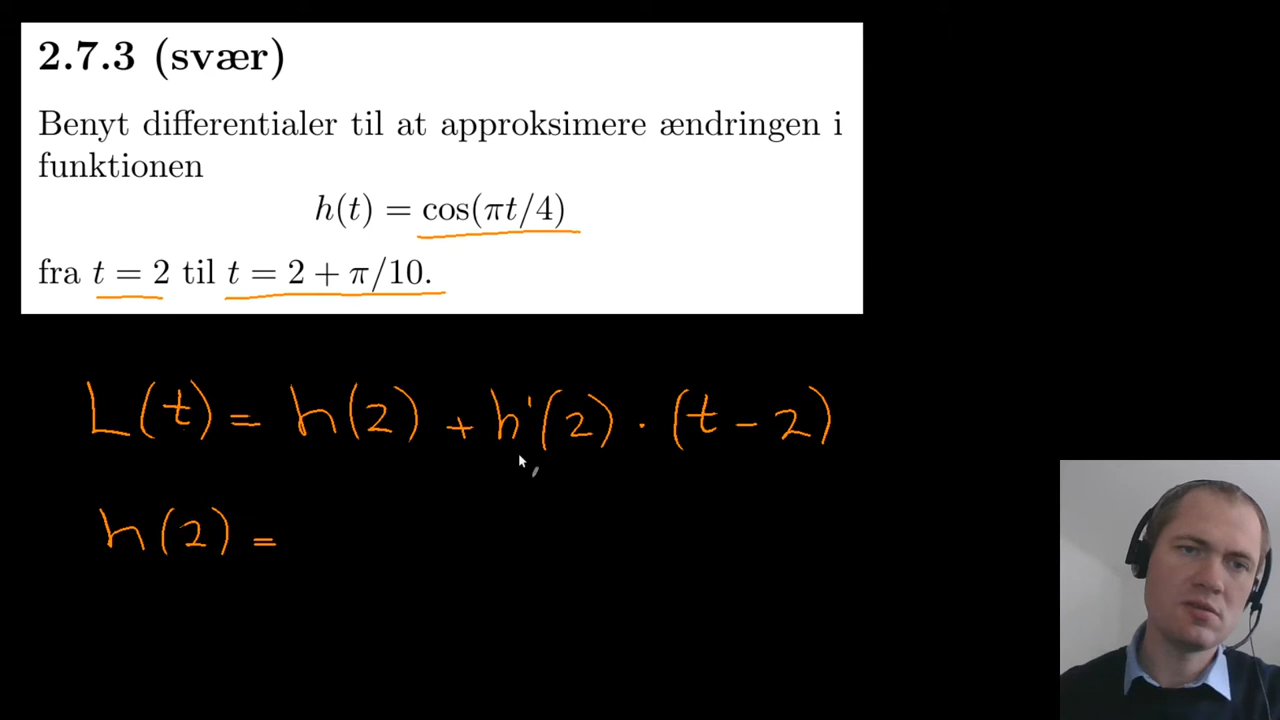 2.7.3 (svær)
Benyt differentialer til at approksimere ændringen i
funktionen
h(t) = cos(πt/4)
fra t = 2 til t = 2 + π/10.
L(t) = h(2) + h'(2) · (t - 2)
h(2) =